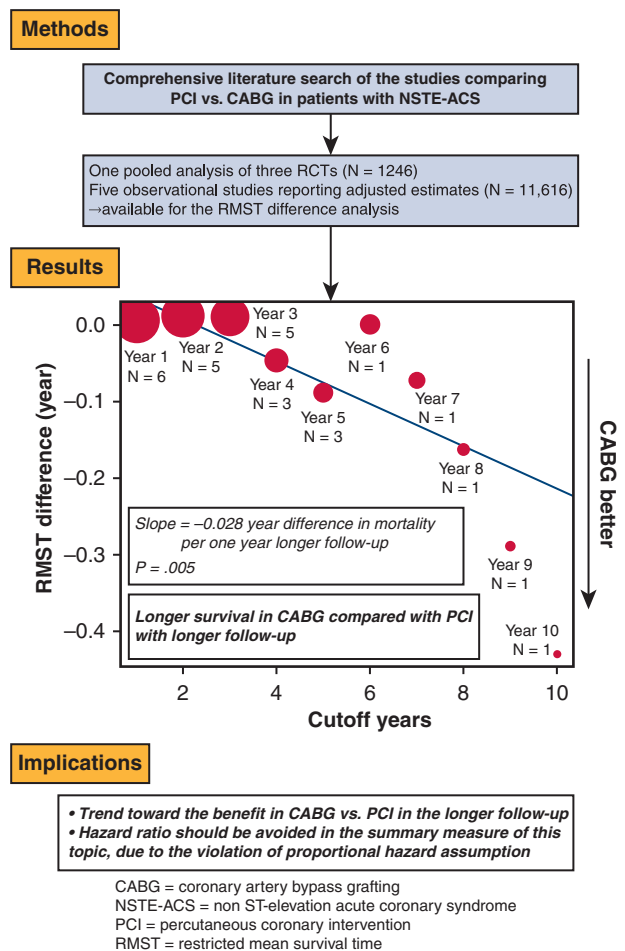 Methods
Comprehensive literature search of the studies comparing
PCI vs. CABG in patients with NSTE-ACS
One pooled analysis of three RCTs (N = 1246)
Five observational studies reporting adjusted estimates (N = 11,616)
→available for the RMST difference analysis
Results
RMST difference (year)
0.0
−0.1
−0.2
−0.3
−0.4
Year 1
N = 6
Year 2
N = 5
Year 3
N = 5
Year 4
N = 3
Year 5
N = 3
Year 6
N = 1
Year 7
N = 1
Year 8
N = 1
Year 9
N = 1
Year 10
N = 1
CABG better
Slope = −0.028 year difference in mortality
per one year longer follow-up
P = .005
Longer survival in CABG compared with PCI
with longer follow-up
2 4 6 8 10
Cutoff years
Implications
• Trend toward the benefit in CABG vs. PCI in the longer follow-up
• Hazard ratio should be avoided in the summary measure of this
topic, due to the violation of proportional hazard assumption
CABG = coronary artery bypass grafting
NSTE-ACS = non ST-elevation acute coronary syndrome
PCI = percutaneous coronary intervention
RMST = restricted mean survival time